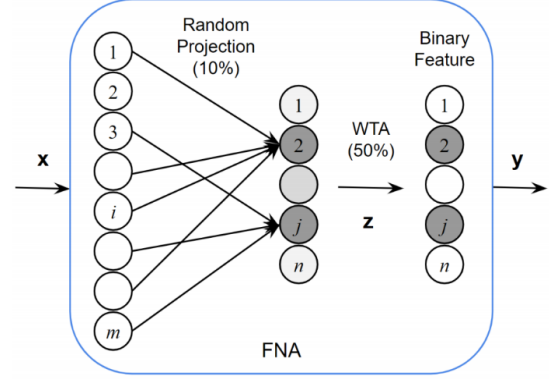 Random
Projection
(10%)
Binary
Feature
x
1
2
3
i
m
1
2
j
n
WTA
(50%)
z
1
2
j
n
y
FNA